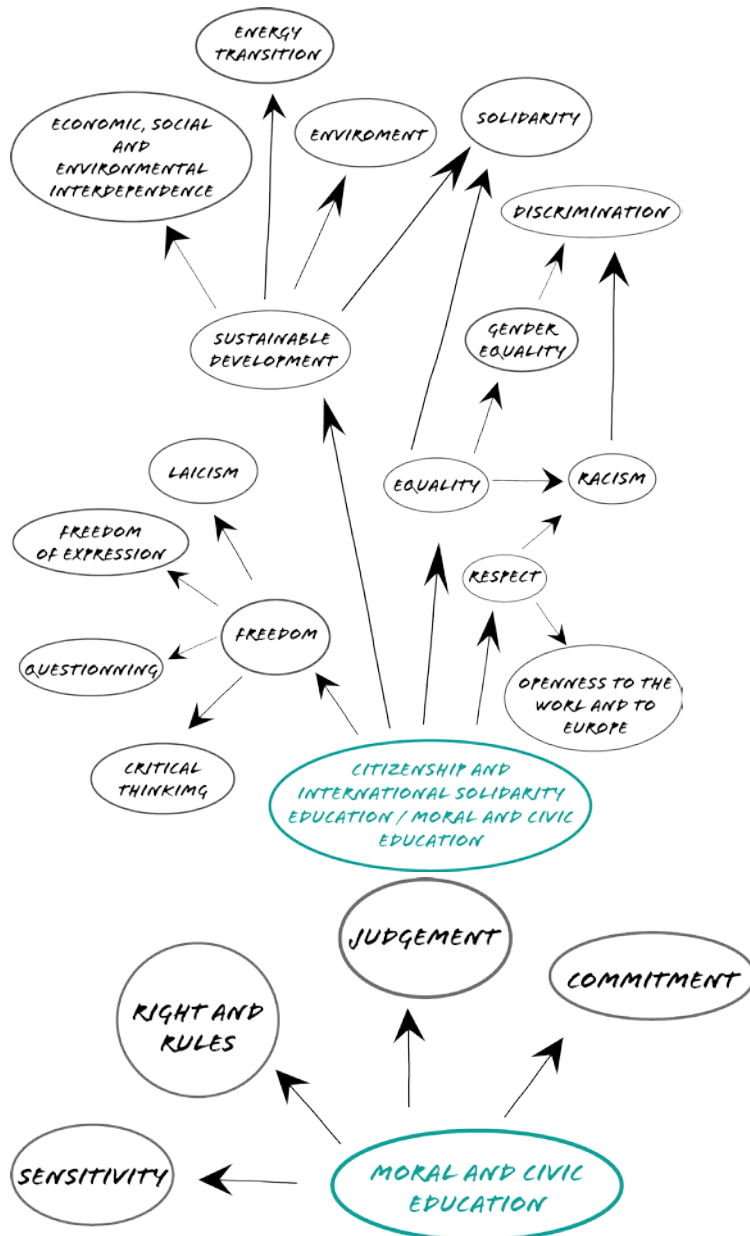 ENERGY
TRANSITION
ECONOMIC, SOCIAL
AND
ENVIRONMENTAL
INTERDEPENDENCE
ENVIROMENT
SOLIDARITY
DISCRIMINATION
SUSTAINABLE
DEVELOPMENT
GENDER
EQUALITY
LAICISM
EQUALITY
RACISM
FREEDOM
OF EXPRESSION
RESPECT
FREEDOM
QUESTIONNING
OPENNESS TO THE
WORL AND TO
EUROPE
CRITICAL
THINKIMG
CITIZENSHIP AND
INTERNATIONAL SOLIDARITY
EDUCATION / MORAL AND CIVIC
EDUCATION
JUDGEMENT
COMMITMENT
RIGHT AND
RULES
SENSITIVITY
MORAL AND CIVIC
EDUCATION